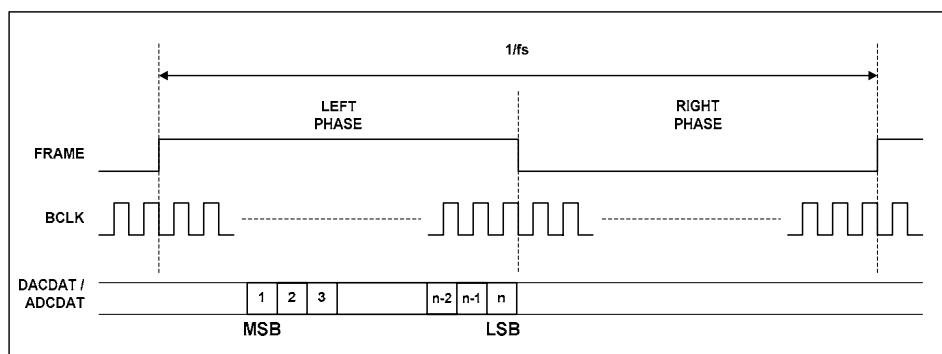 1/fs
LEFT
PHASE
RIGHT
PHASE
FRAME
BCLK
DACDAT /
ADCDAT
1 2 3 n-2 n-1 n
MSB LSB